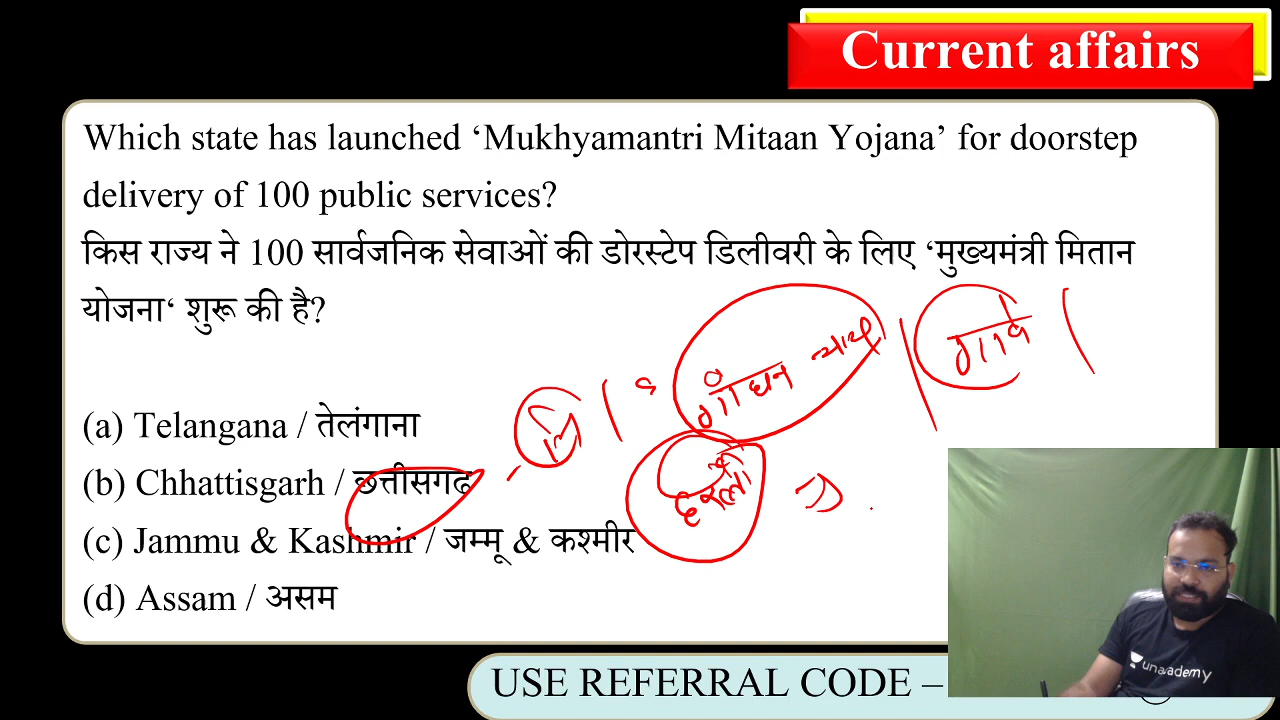 Current affairs
Which state has launched ‘Mukhyamantri Mitaan Yojana’ for doorstep
delivery of 100 public services?
किस राज्य ने 100 सार्वजनिक सेवाओं की डोरस्टेप डिलीवरी के लिए ‘मुख्यमंत्री मितान
योजना‘ शुरू की है?
गोधन न्याय
(a) Telangana / तेलंगाना
(b) Chhattisgarh / छत्तीसगढ
(c) Jammu & Kashmir / जम्मू & कश्मीर
(d) Assam / असम
unacademy
USE REFERRAL CODE –